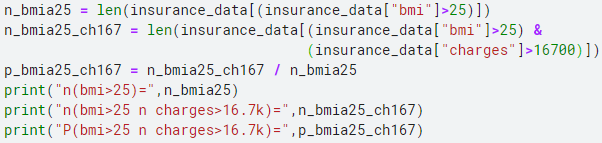 n_bmia25 = len(insurance_data[(insurance_data["bmi"]>25)])
n_bmia25_ch167 = len(insurance_data[(insurance_data["bmi"]>25) &
(insurance_data["charges"]>16700)])
p_bmia25_ch167 = n_bmia25_ch167 / n_bmia25
print("n(bmi>25)=",n_bmia25)
print("n(bmi>25 n charges>16.7k)=",n_bmia25_ch167)
print("P(bmi>25 n charges>16.7k)=",p_bmia25_ch167)